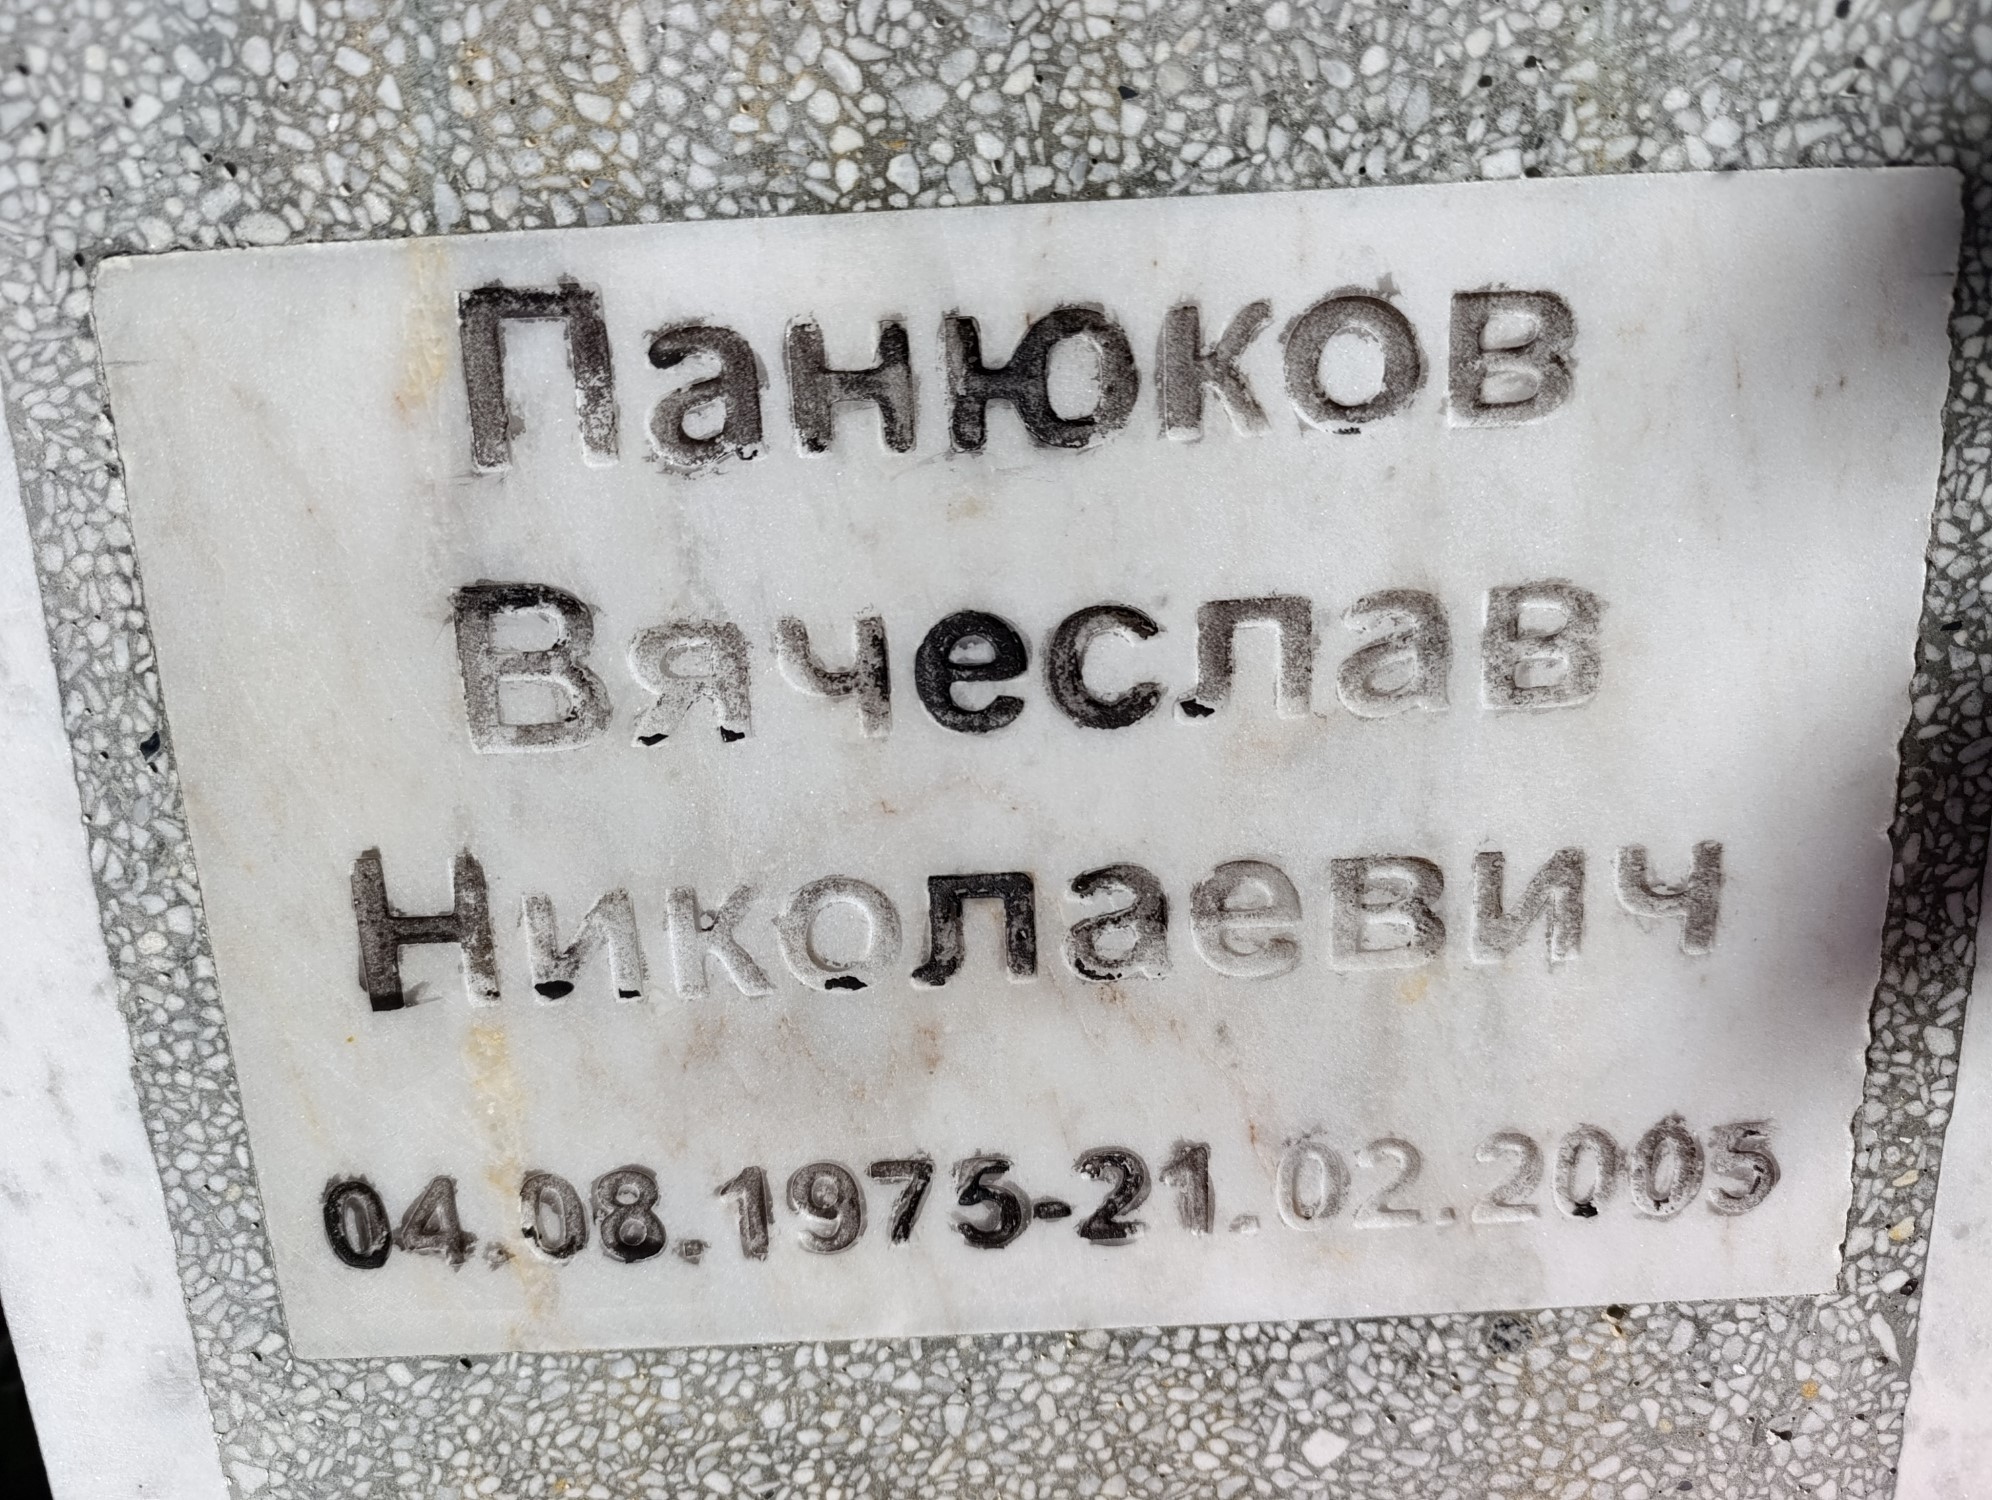 Панюков
Вячеслав
Николаевич
04.08.1975-21.02.2005